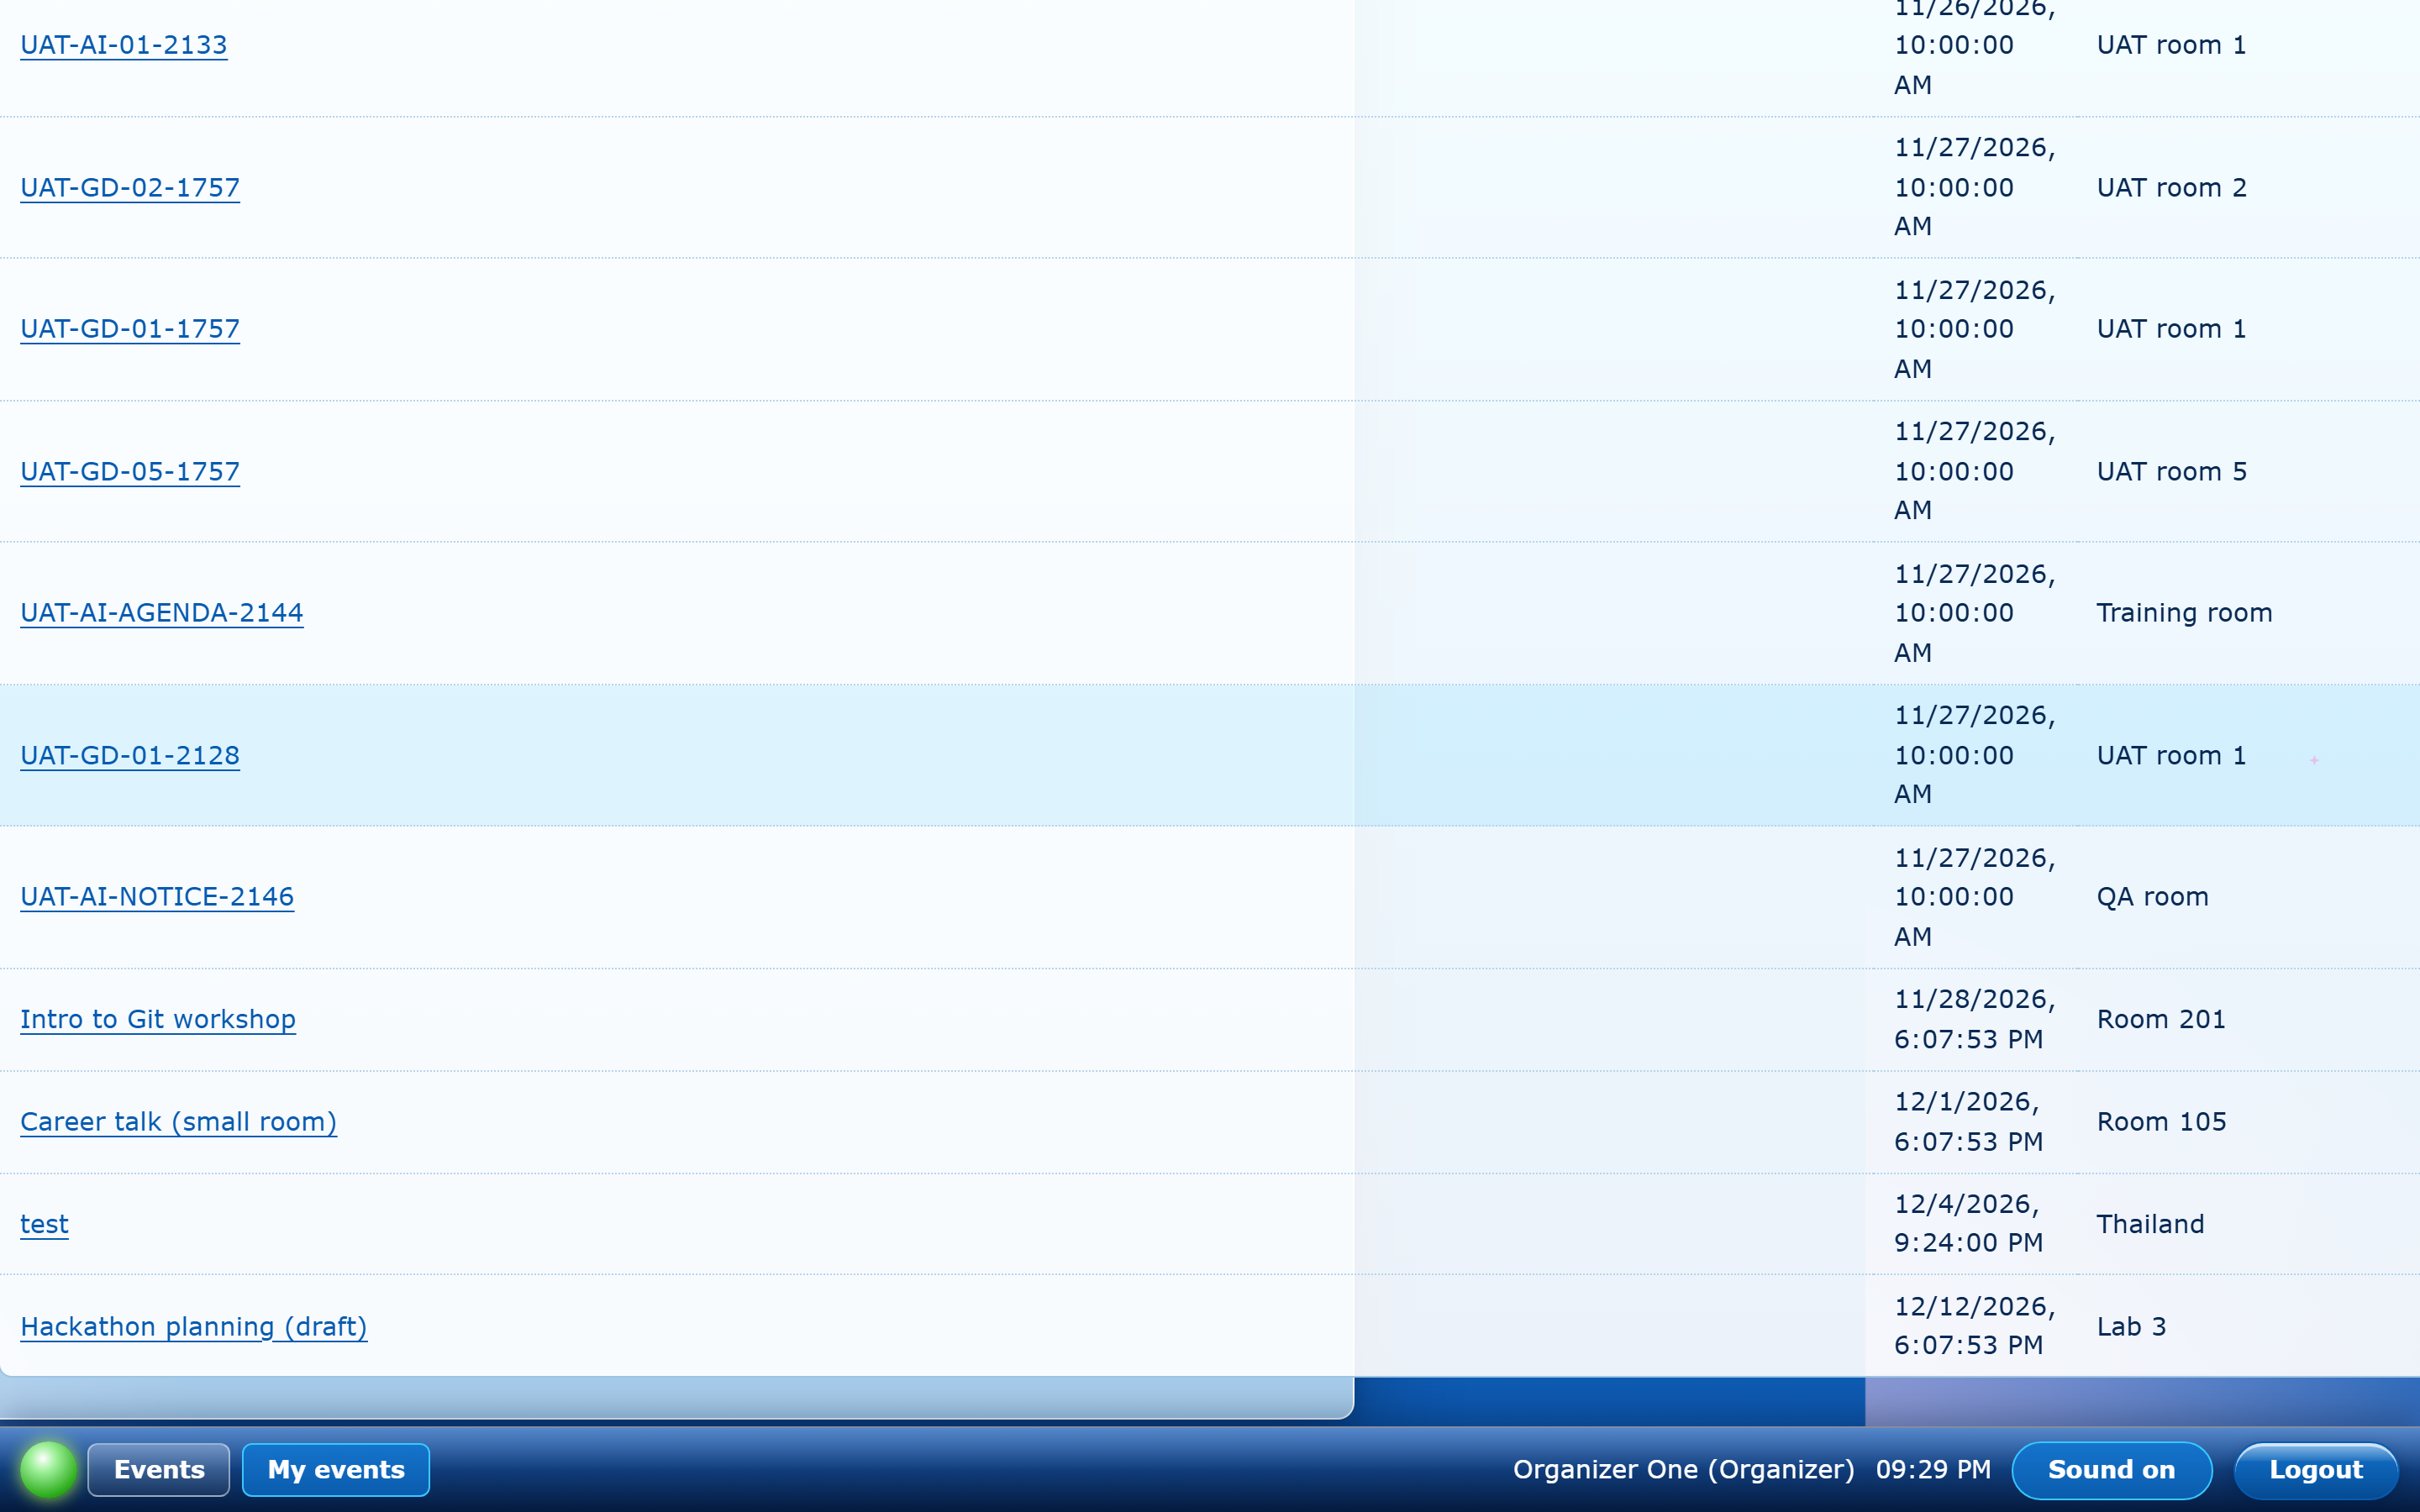 11/26/2026,
UAT-AI-01-2133 10:00:00 UAT room 1
AM
11/27/2026,
UAT-GD-02-1757 10:00:00 UAT room 2
AM
11/27/2026,
UAT-GD-01-1757 10:00:00 UAT room 1
AM
11/27/2026,
UAT-GD-05-1757 10:00:00 UAT room 5
AM
11/27/2026,
UAT-AI-AGENDA-2144 10:00:00 Training room
AM
11/27/2026,
UAT-GD-01-2128 10:00:00 UAT room 1
AM
11/27/2026,
UAT-AI-NOTICE-2146 10:00:00 QA room
AM
Intro to Git workshop 11/28/2026, Room 201
6:07:53 PM
Career talk (small room) 12/1/2026, Room 105
6:07:53 PM
test 12/4/2026, Thailand
9:24:00 PM
Hackathon planning (draft) 12/12/2026, Lab 3
6:07:53 PM
Events My events Organizer One (Organizer) 09:29 PM Sound on Logout